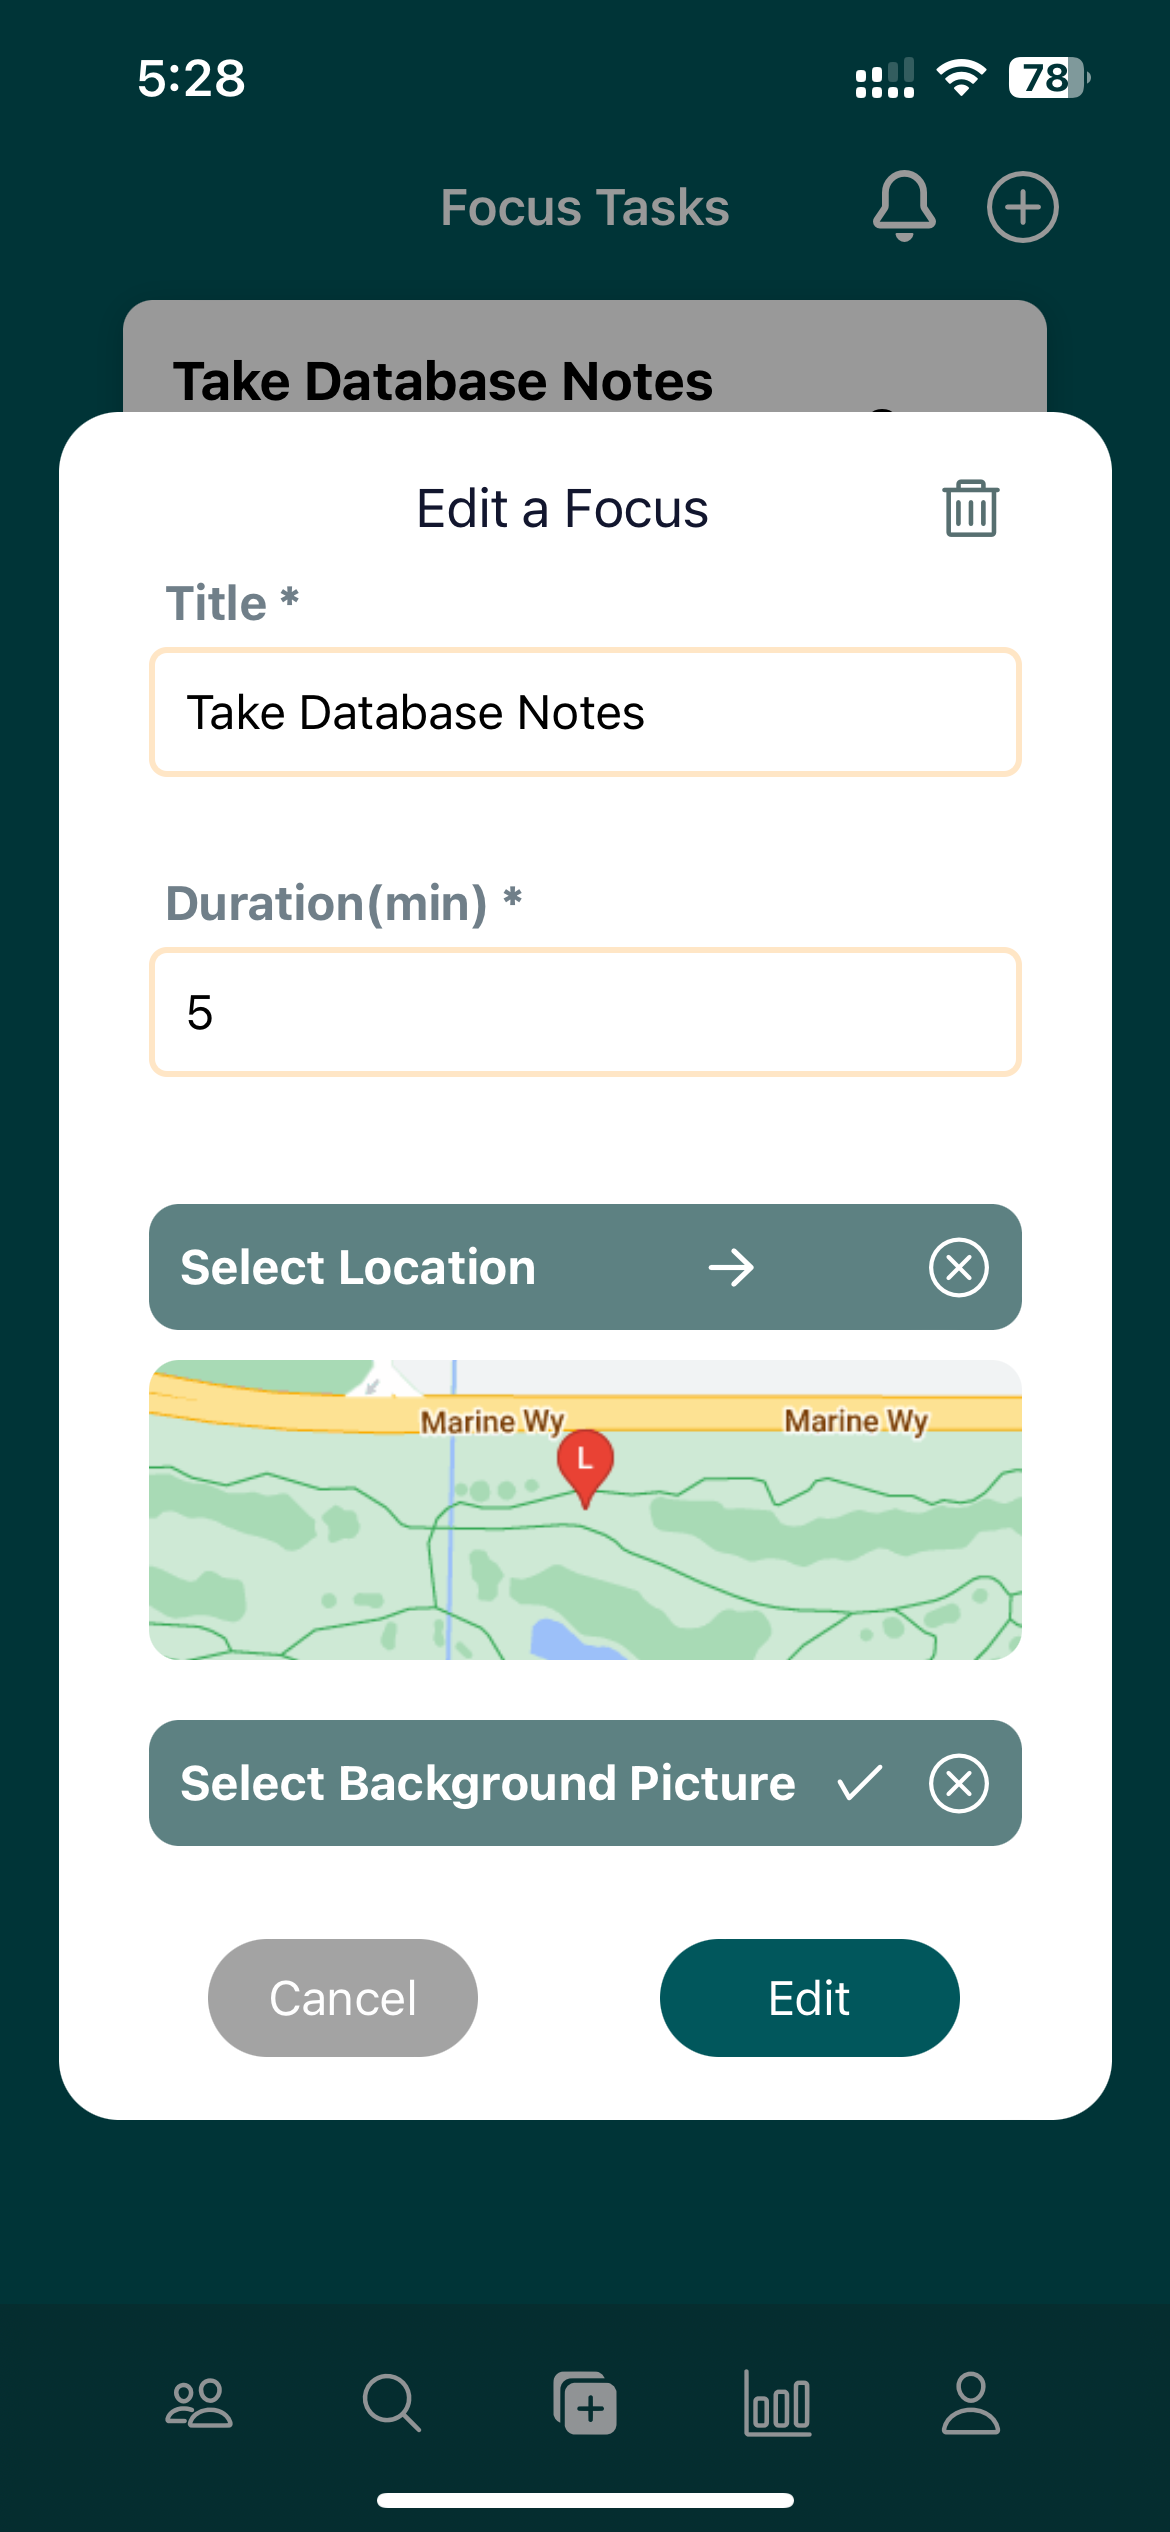 5:28
78
Focus Tasks
Take Database Notes
Edit a Focus
Title *
Take Database Notes
Duration(min) *
5
Select Location
Marine Wy
Marine Wy
L
Select Background Picture
Cancel
Edit